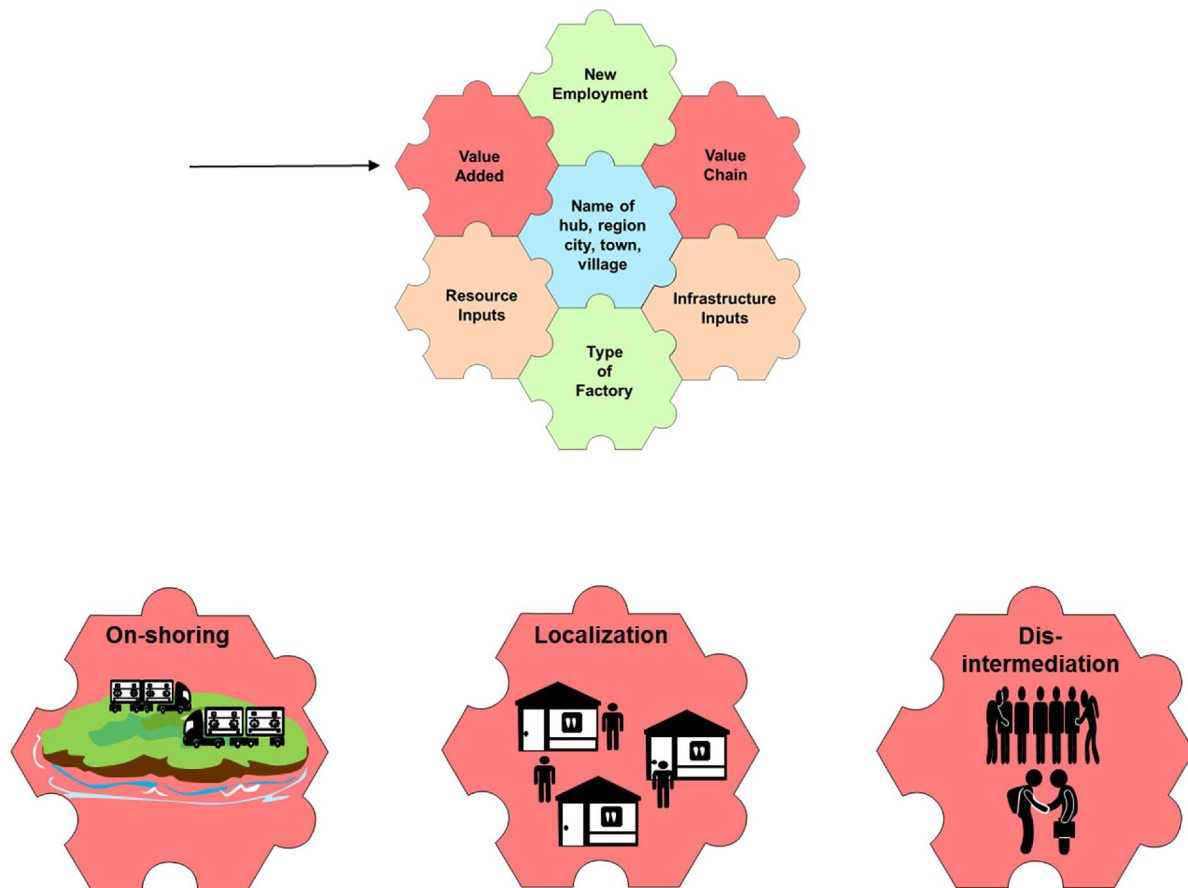 New
Employment
Value
Added
Value
Chain
Name of
hub, region
city, town,
village
Resource
Inputs
Infrastructure
Inputs
Type
of
Factory
On-shoring
Localization
Dis-
intermediation